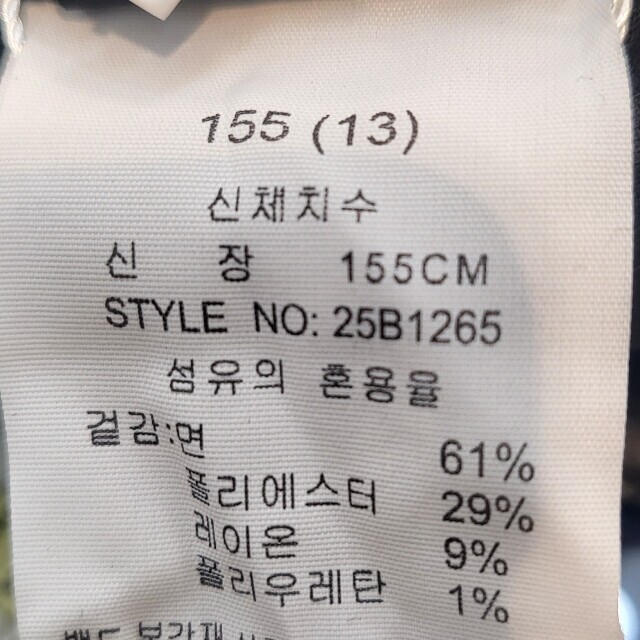 155 (13)
신체치수
신 장 155CM
STYLE NO: 25B1265
섬유의 혼용율
겉감:면 61%
폴리에스터 29%
레이온 9%
폴리우레탄 1%